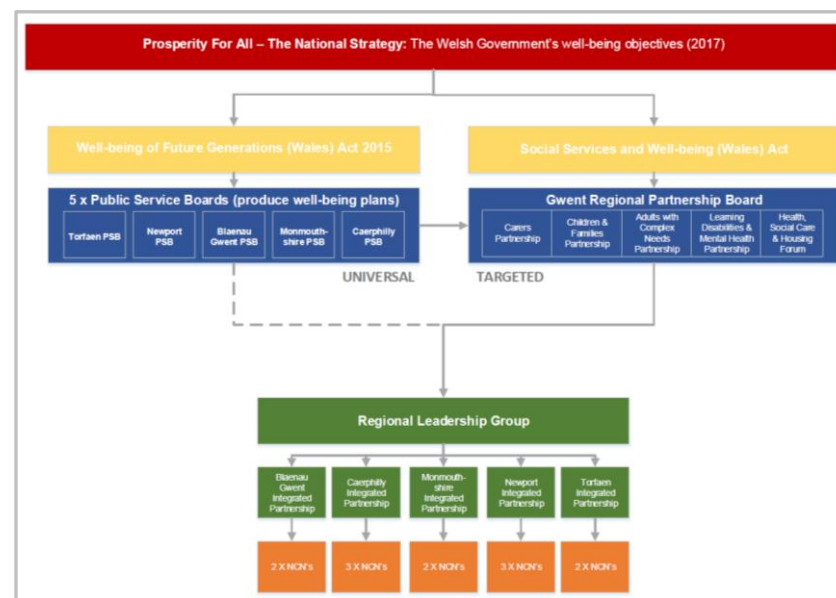 Prosperity For All – The National Strategy: The Welsh Government's well-being objectives (2017)
Well-being of Future Generations (Wales) Act 2015
Social Services and Well-being (Wales) Act
5 x Public Service Boards (produce well-being plans)
Torfaen PSB
Newport
PSB
Blaenau
Gwent PSB
Monmouth-
shire PSB
Caerphilly
PSB
UNIVERSAL
Gwent Regional Partnership Board
Carers
Partnership
Children &
Families
Partnership
Adults with
Complex
Needs
Partnership
Learning
Disabilities &
Mental Health
Partnership
Health,
Social Care
& Housing
Forum
TARGETED
Regional Leadership Group
Blaenau
Gwent
Integrated
Partnership
Caerphilly
Integrated
Partnership
Monmouth-
shire
Integrated
Partnership
Newport
Integrated
Partnership
Torfaen
Integrated
Partnership
2 X NCN's
3 X NCN's
2 X NCN's
3 X NCN's
2 X NCN's